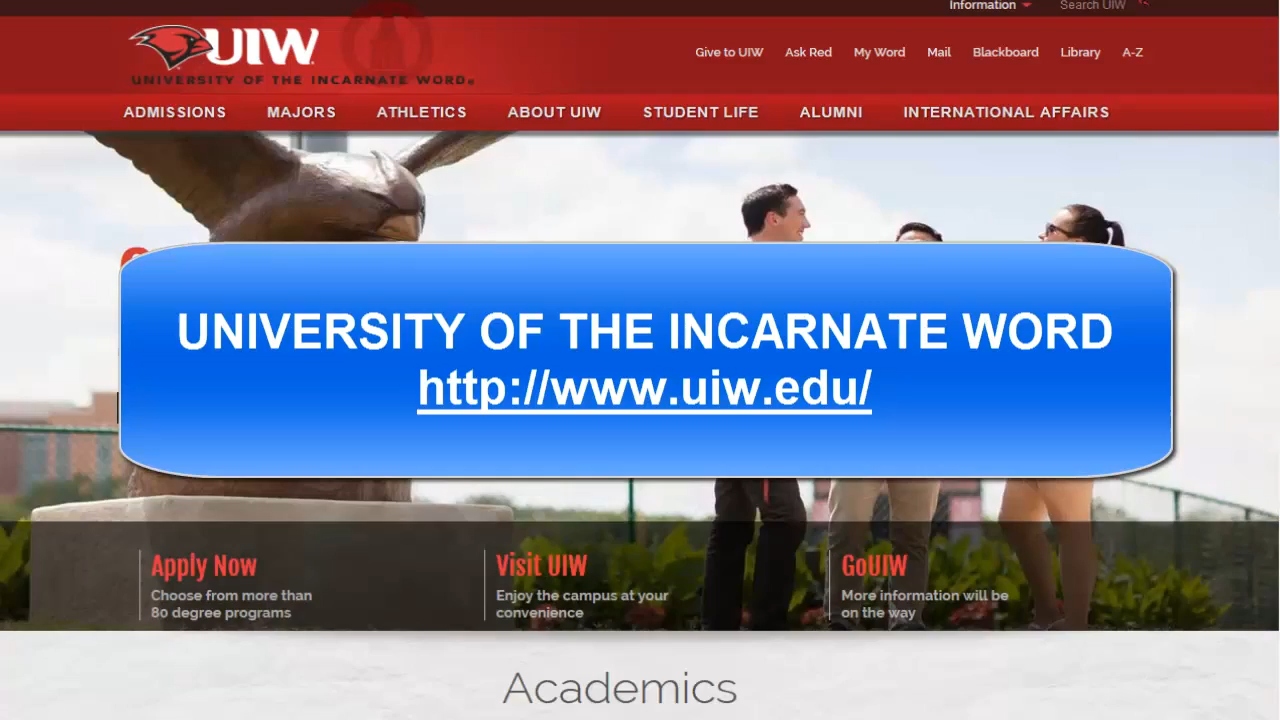 Information
Search UIW
UIW
UNIVERSITY OF THE INCARNATE WORD
Give to UIW Ask Red My Word Mail Blackboard Library A-Z
ADMISSIONS MAJORS ATHLETICS ABOUT UIW STUDENT LIFE ALUMNI INTERNATIONAL AFFAIRS
UNIVERSITY OF THE INCARNATE WORD
http://www.uiw.edu/
Apply Now
Choose from more than
80 degree programs
Visit UIW
Enjoy the campus at your
convenience
GoUIW
More information will be
on the way
Academics